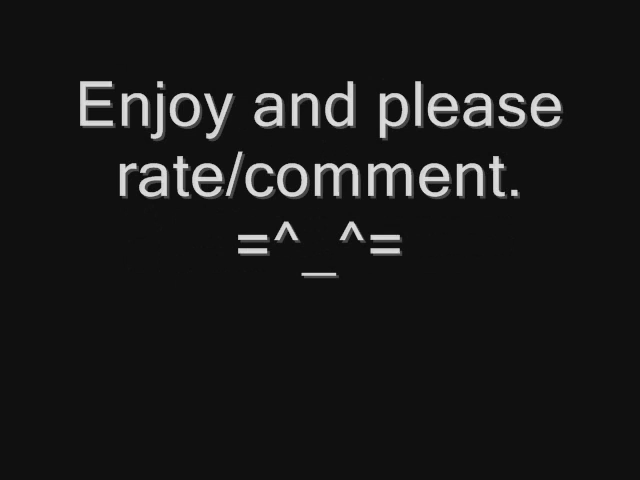 Enjoy and please
rate/comment.
=^_^=